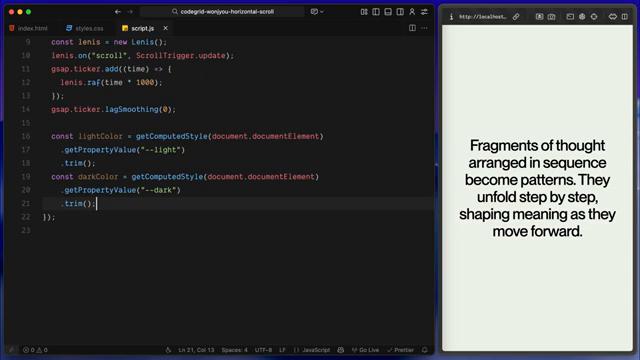 codegrid-wonjyou-horizontal-scroll
index.html
styles.css
script.js
9 const lenis = new Lenis();
10 lenis.on("scroll", ScrollTrigger.update);
11 gsap.ticker.add((time) => {
12 lenis.raf(time * 1000);
13 });
14 gsap.ticker.lagSmoothing(0);
15
16 const lightColor = getComputedStyle(document.documentElement)
17 .getPropertyValue("--light")
18 .trim();
19 const darkColor = getComputedStyle(document.documentElement)
20 .getPropertyValue("--dark")
21 .trim();
22 });
23
0 0 Ln 21, Col 13 Spaces: 4 UTF-8 LF JavaScript Go Live Prettier
http://localhost...
Fragments of thought
arranged in sequence
become patterns. They
unfold step by step,
shaping meaning as they
move forward.